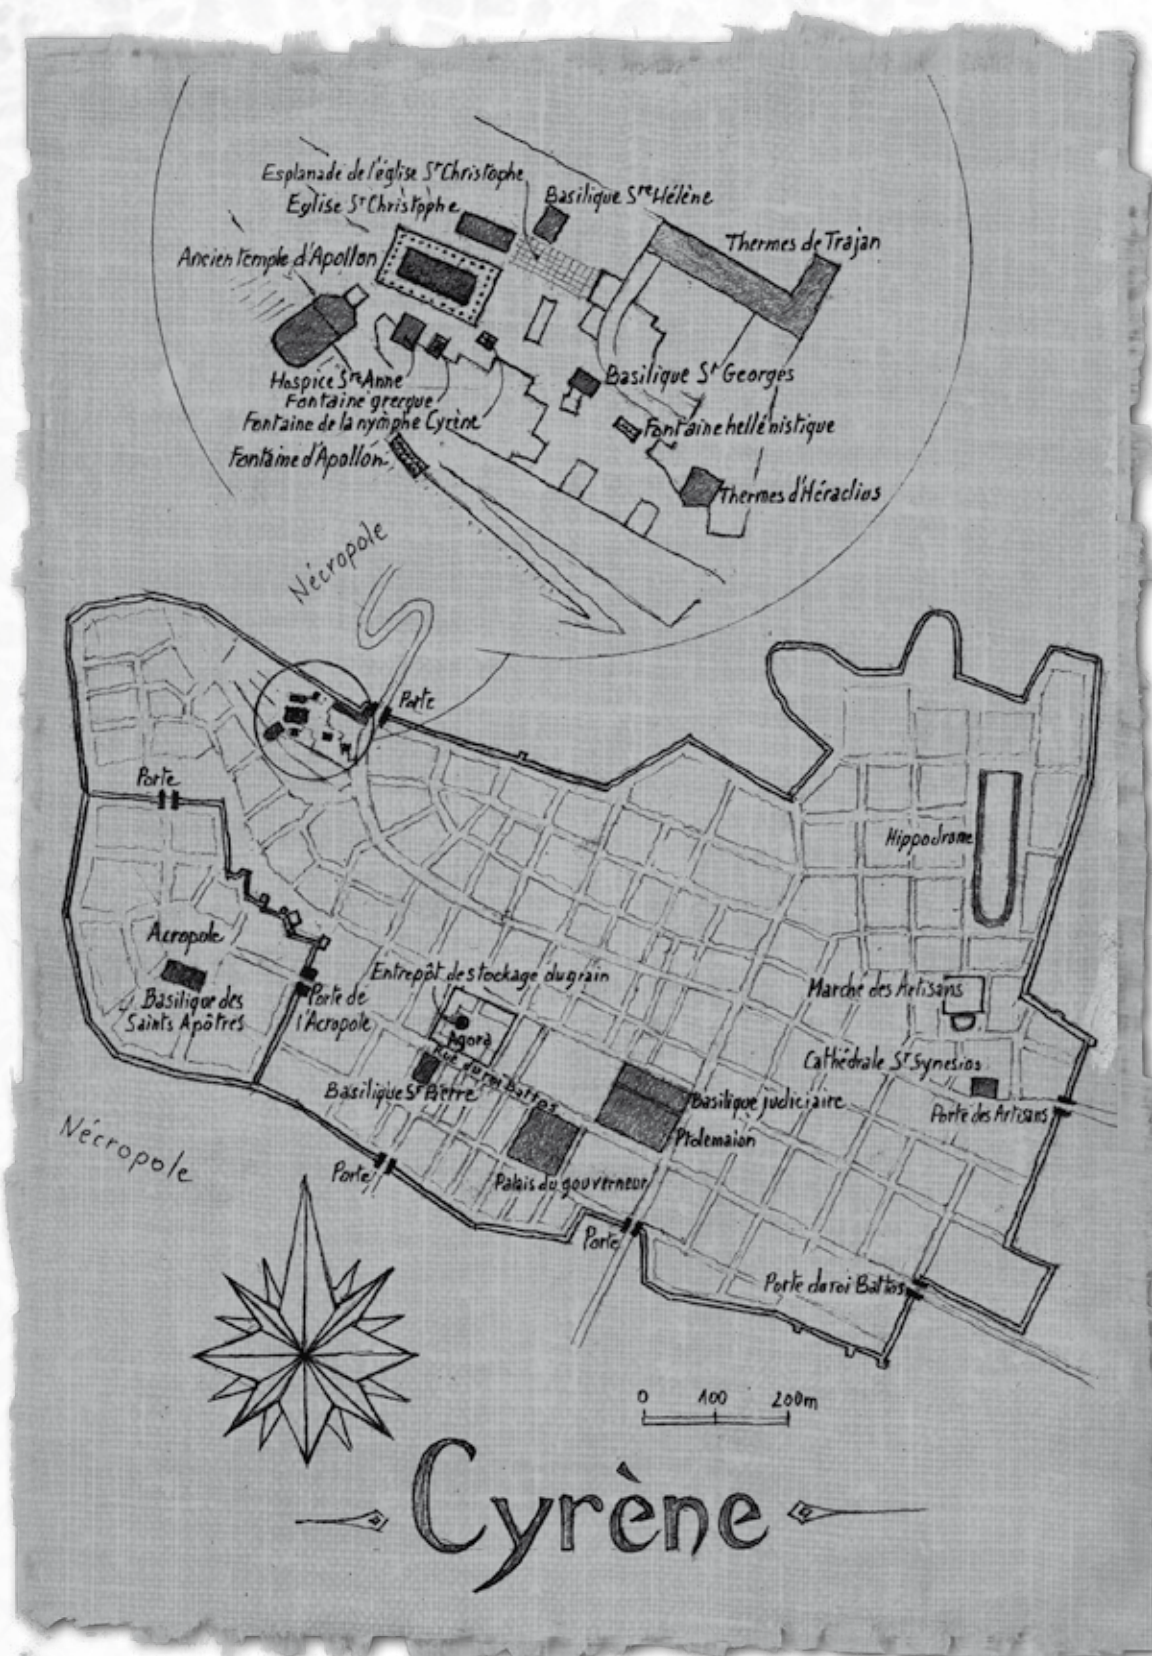 Esplanade de l'église St Christophe
Basilique Ste Hélène
Eglise St Christophe
Thermes de Trajan
Ancien temple d'Apollon
Hospice Ste Anne
Basilique St Georges
Fontaine grecque
Fontaine de la nymphe Cyrène
Fontaine hellénistique
Fontaine d'Apollon
Thermes d'Héraclius
Nécropole
Porte
Porte
Hippodrome
Acropole
Basilique des
Saints Apôtres
Porte de
l'Acropole
Entrepôt de stockage du grain
Agora
Rue du roi Battos
Basilique St Pierre
Marché des Artisans
Cathédrale St Synesios
Porte des Artisans
Basilique judiciaire
Ptolemaion
Palais du gouverneur
Nécropole
Porte
Porte
Porte du roi Battos
0 100 200m
Cyrène